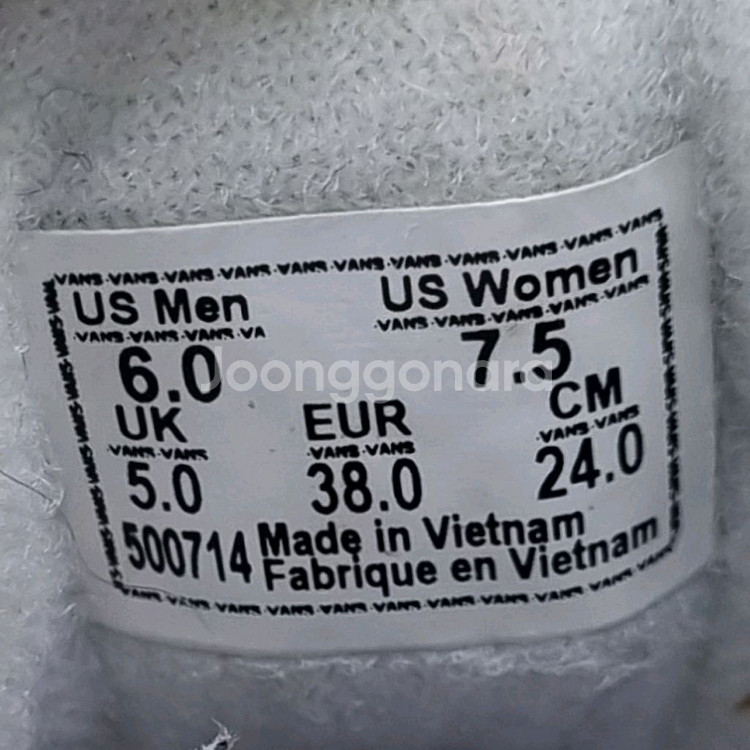 VANS·VANS·VANS·VANS·VANS·VANS·VANS·VANS·VANS·VANS·VANS
US Men US Women
VANS·VANS·VANS·VA VANS·VANS·VANS·VANS·VANS
6.0 7.5
Joonggonara
UK EUR CM
VANS·VANS VANS·VANS VANS·VANS
5.0 38.0 24.0
500714 Made in Vietnam
Fabrique en Vietnam